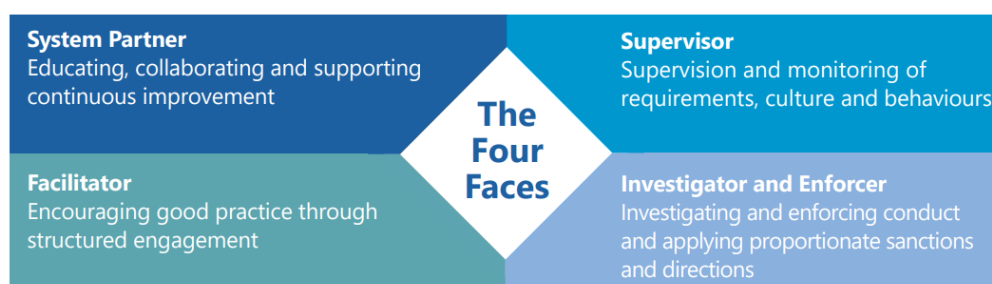 System Partner
Educating, collaborating and supporting
continuous improvement
Supervisor
Supervision and monitoring of
requirements, culture and behaviours
The
Four
Faces
Facilitator
Encouraging good practice through
structured engagement
Investigator and Enforcer
Investigating and enforcing conduct
and applying proportionate sanctions
and directions